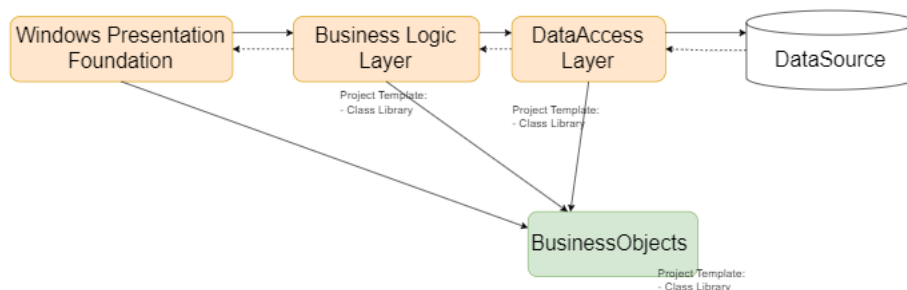 Windows Presentation
Foundation
Business Logic
Layer
DataAccess
Layer
DataSource
Project Template:
- Class Library
Project Template:
- Class Library
BusinessObjects
Project Template:
- Class Library